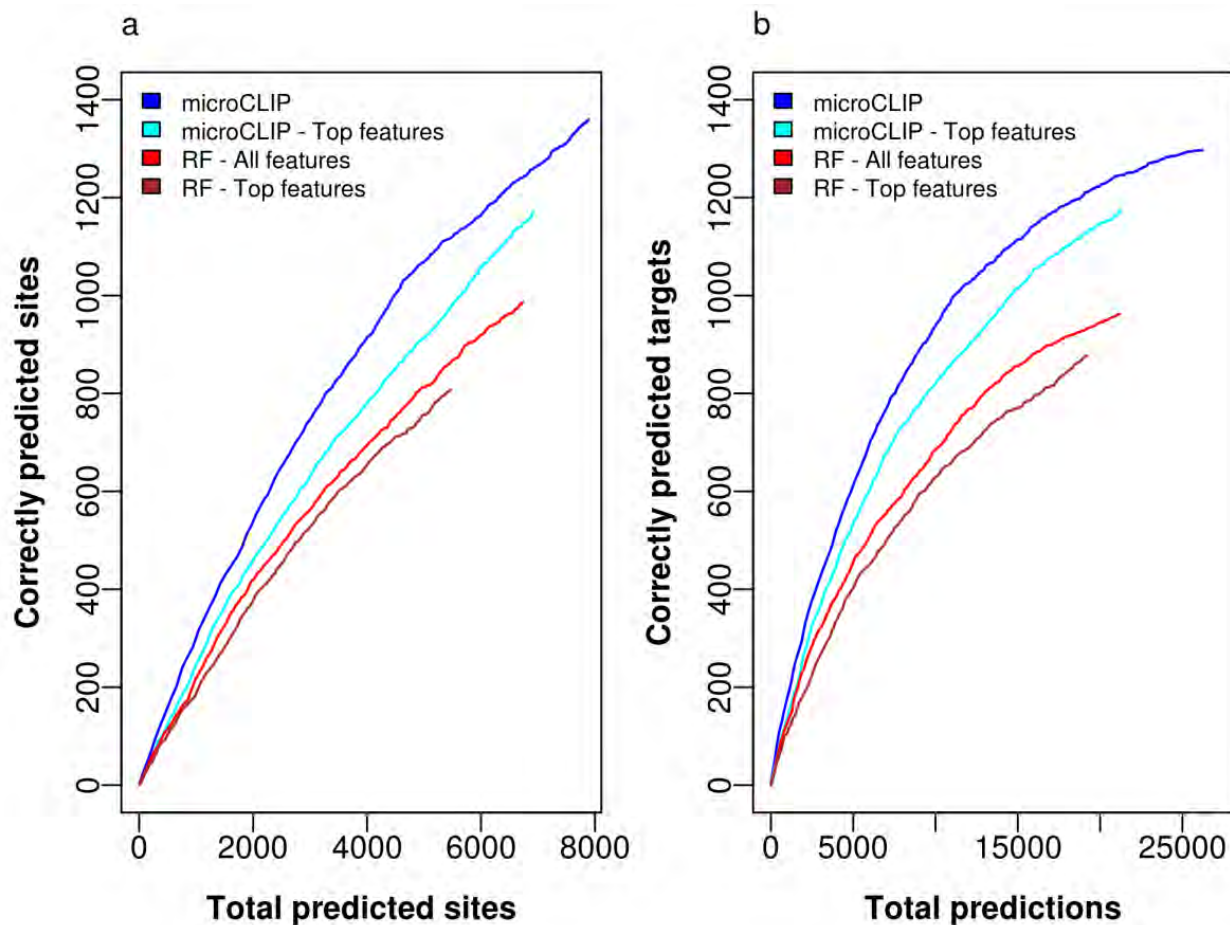 a
1400
1200
1000
800
600
400
200
0
Correctly predicted sites
microCLIP
microCLIP - Top features
RF - All features
RF - Top features
0 2000 4000 6000 8000
Total predicted sites
b
1400
1200
1000
800
600
400
200
0
Correctly predicted targets
microCLIP
microCLIP - Top features
RF - All features
RF - Top features
0 5000 15000 25000
Total predictions